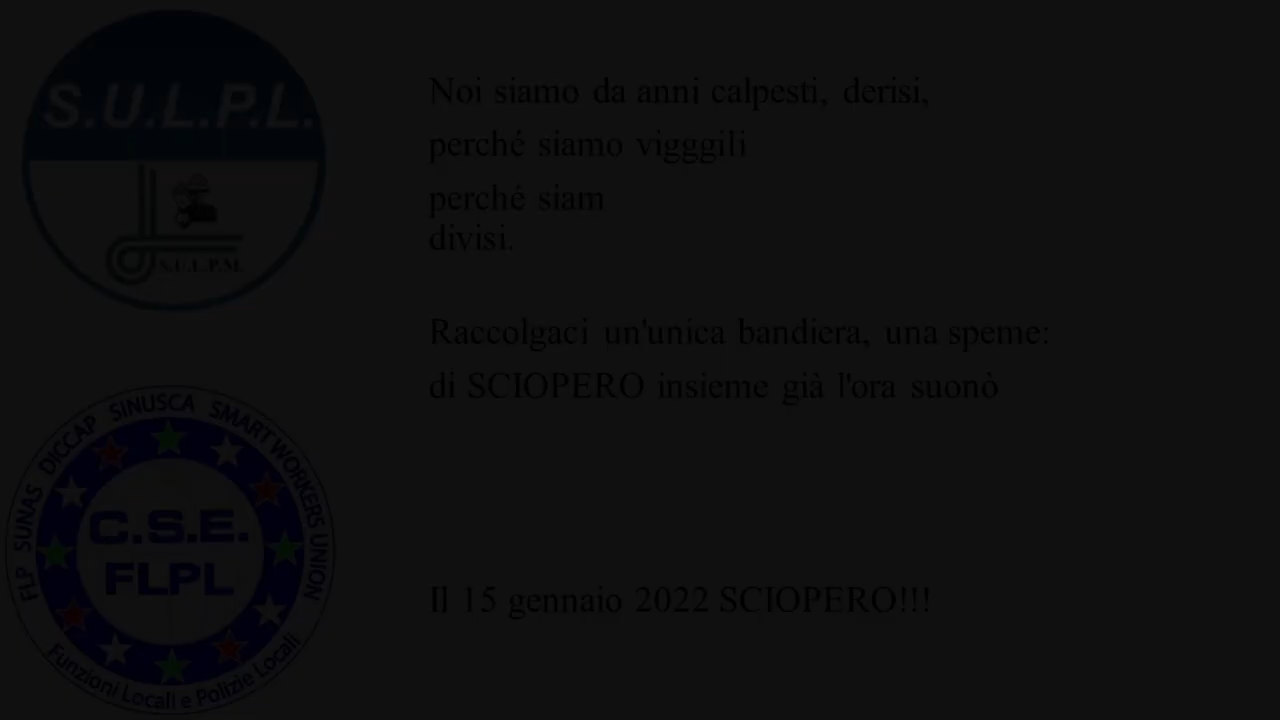 S.U.L.P.L.
S.U.L.P.M.
Noi siamo da anni calpesti, derisi,
perché siamo vigggili
perché siam
divisi.
Raccolgaci un'unica bandiera, una speme:
di SCIOPERO insieme già l'ora suonò
FLP SUNAS DICCAP SINUSCA SMART WORKERS UNION
C.S.E.
FLPL
Funzioni Locali e Polizie Locali
Il 15 gennaio 2022 SCIOPERO!!!